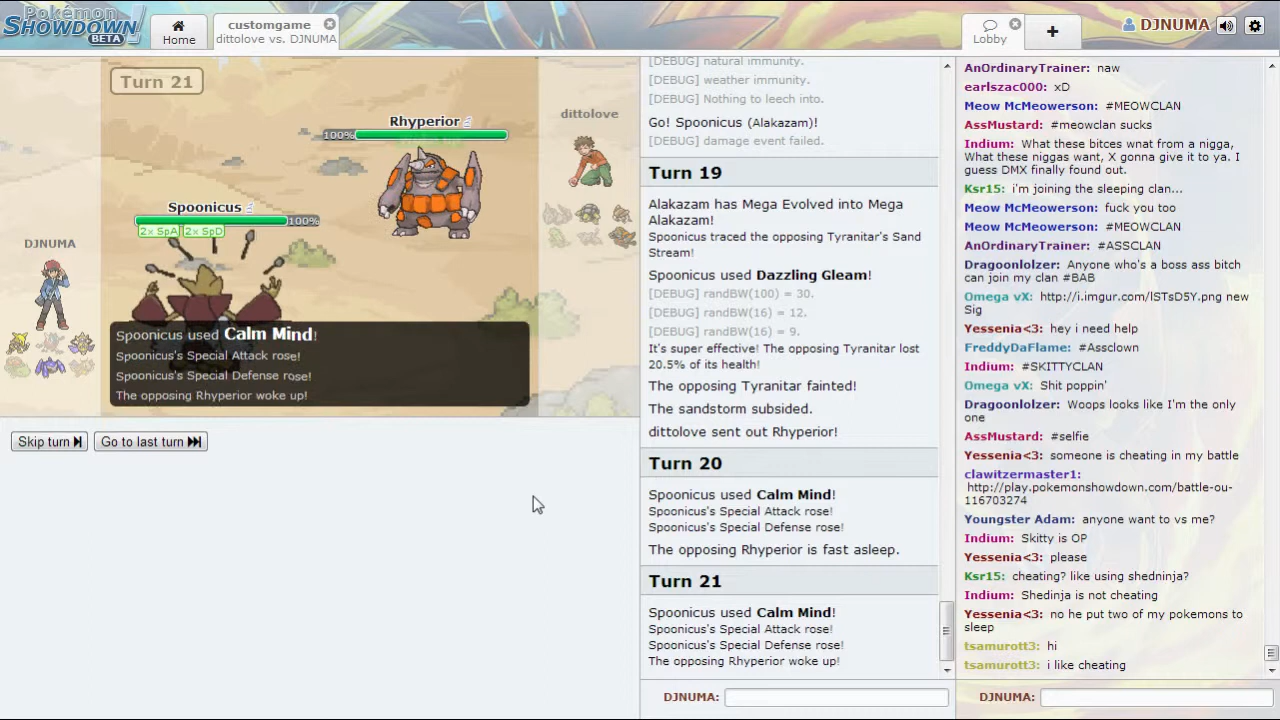 Pokémon
SHOWDOWN!
BETA
Home
customgame
dittolove vs. DJNUMA
Lobby
+
DJNUMA
Turn 21
Rhyperior
100%
dittolove
Spoonicus
100%
2x SpA 2x SpD
DJNUMA
Spoonicus used Calm Mind!
Spoonicus's Special Attack rose!
Spoonicus's Special Defense rose!
The opposing Rhyperior woke up!
Skip turn
Go to last turn
[DEBUG] natural immunity.
[DEBUG] weather immunity.
[DEBUG] Nothing to leech into.
Go! Spoonicus (Alakazam)!
[DEBUG] damage event failed.
Turn 19
Alakazam has Mega Evolved into Mega
Alakazam!
Spoonicus traced the opposing Tyranitar's Sand
Stream!
Spoonicus used Dazzling Gleam!
[DEBUG] randBW(100) = 30.
[DEBUG] randBW(16) = 12.
[DEBUG] randBW(16) = 9.
It's super effective! The opposing Tyranitar lost
20.5% of its health!
The opposing Tyranitar fainted!
The sandstorm subsided.
dittolove sent out Rhyperior!
Turn 20
Spoonicus used Calm Mind!
Spoonicus's Special Attack rose!
Spoonicus's Special Defense rose!
The opposing Rhyperior is fast asleep.
Turn 21
Spoonicus used Calm Mind!
Spoonicus's Special Attack rose!
Spoonicus's Special Defense rose!
The opposing Rhyperior woke up!
DJNUMA:
AnOrdinaryTrainer: naw
earlszac000: xD
Meow McMeowerson: #MEOWCLAN
AssMustard: #meowclan sucks
Indium: What these bitces wnat from a nigga,
What these niggas want, X gonna give it to ya. I
guess DMX finally found out.
Ksr15: i'm joining the sleeping clan...
Meow McMeowerson: fuck you too
Meow McMeowerson: #MEOWCLAN
AnOrdinaryTrainer: #ASSCLAN
Dragoonlolzer: Anyone who's a boss ass bitch
can join my clan #BAB
Omega vX: http://i.imgur.com/lSTsD5Y.png new
Sig
Yessenia<3: hey i need help
FreddyDaFlame: #Assclown
Indium: #SKITTYCLAN
Omega vX: Shit poppin'
Dragoonlolzer: Woops looks like I'm the only
one
AssMustard: #selfie
Yessenia<3: someone is cheating in my battle
clawitzermaster1:
http://play.pokemonshowdown.com/battle-ou-
116703274
Youngster Adam: anyone want to vs me?
Indium: Skitty is OP
Yessenia<3: please
Ksr15: cheating? like using shedninja?
Indium: Shedinja is not cheating
Yessenia<3: no he put two of my pokemons to
sleep
tsamurott3: hi
tsamurott3: i like cheating
DJNUMA: